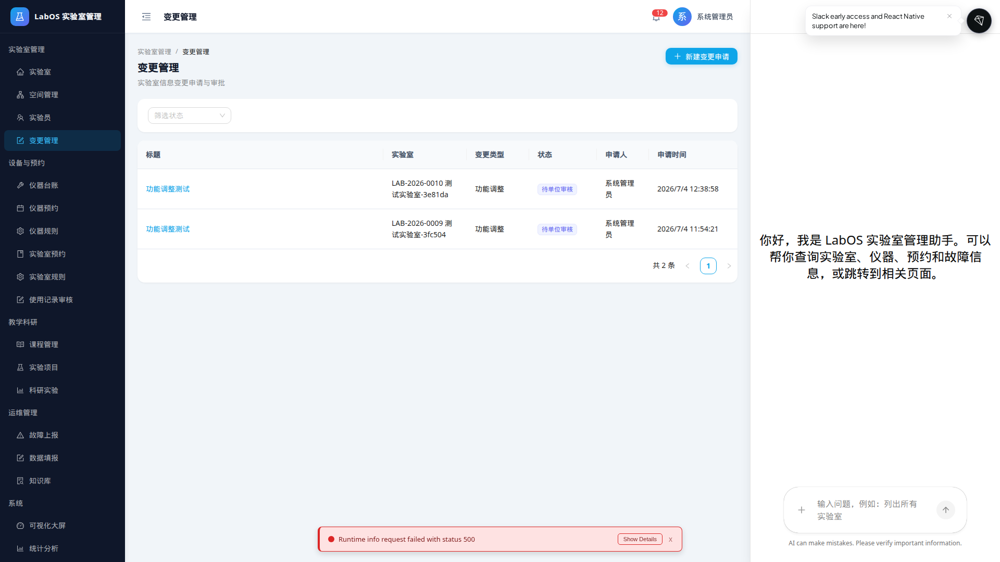 LabOS 实验室管理
实验室管理
实验室
空间管理
实验员
变更管理
设备与预约
仪器台账
仪器预约
仪器规则
实验室预约
实验室规则
使用记录审核
教学科研
课程管理
实验项目
科研实验
运维管理
故障上报
数据填报
知识库
系统
可视化大屏
统计分析
变更管理
12
系
系统管理员
实验室管理 / 变更管理
变更管理
实验室信息变更申请与审批
新建变更申请
筛选状态
标题 实验室 变更类型 状态 申请人 申请时间
功能调整测试 LAB-2026-0010 测试实验室-3e81da 功能调整 待单位审核 系统管理员 2026/7/4 12:38:58
功能调整测试 LAB-2026-0009 测试实验室-3fc504 功能调整 待单位审核 系统管理员 2026/7/4 11:54:21
共 2 条 1
Runtime info request failed with status 500 Show Details X
Slack early access and React Native
support are here!
你好，我是 LabOS 实验室管理助手。可以
帮你查询实验室、仪器、预约和故障信
息，或跳转到相关页面。
输入问题，例如：列出所有
实验室
AI can make mistakes. Please verify important information.